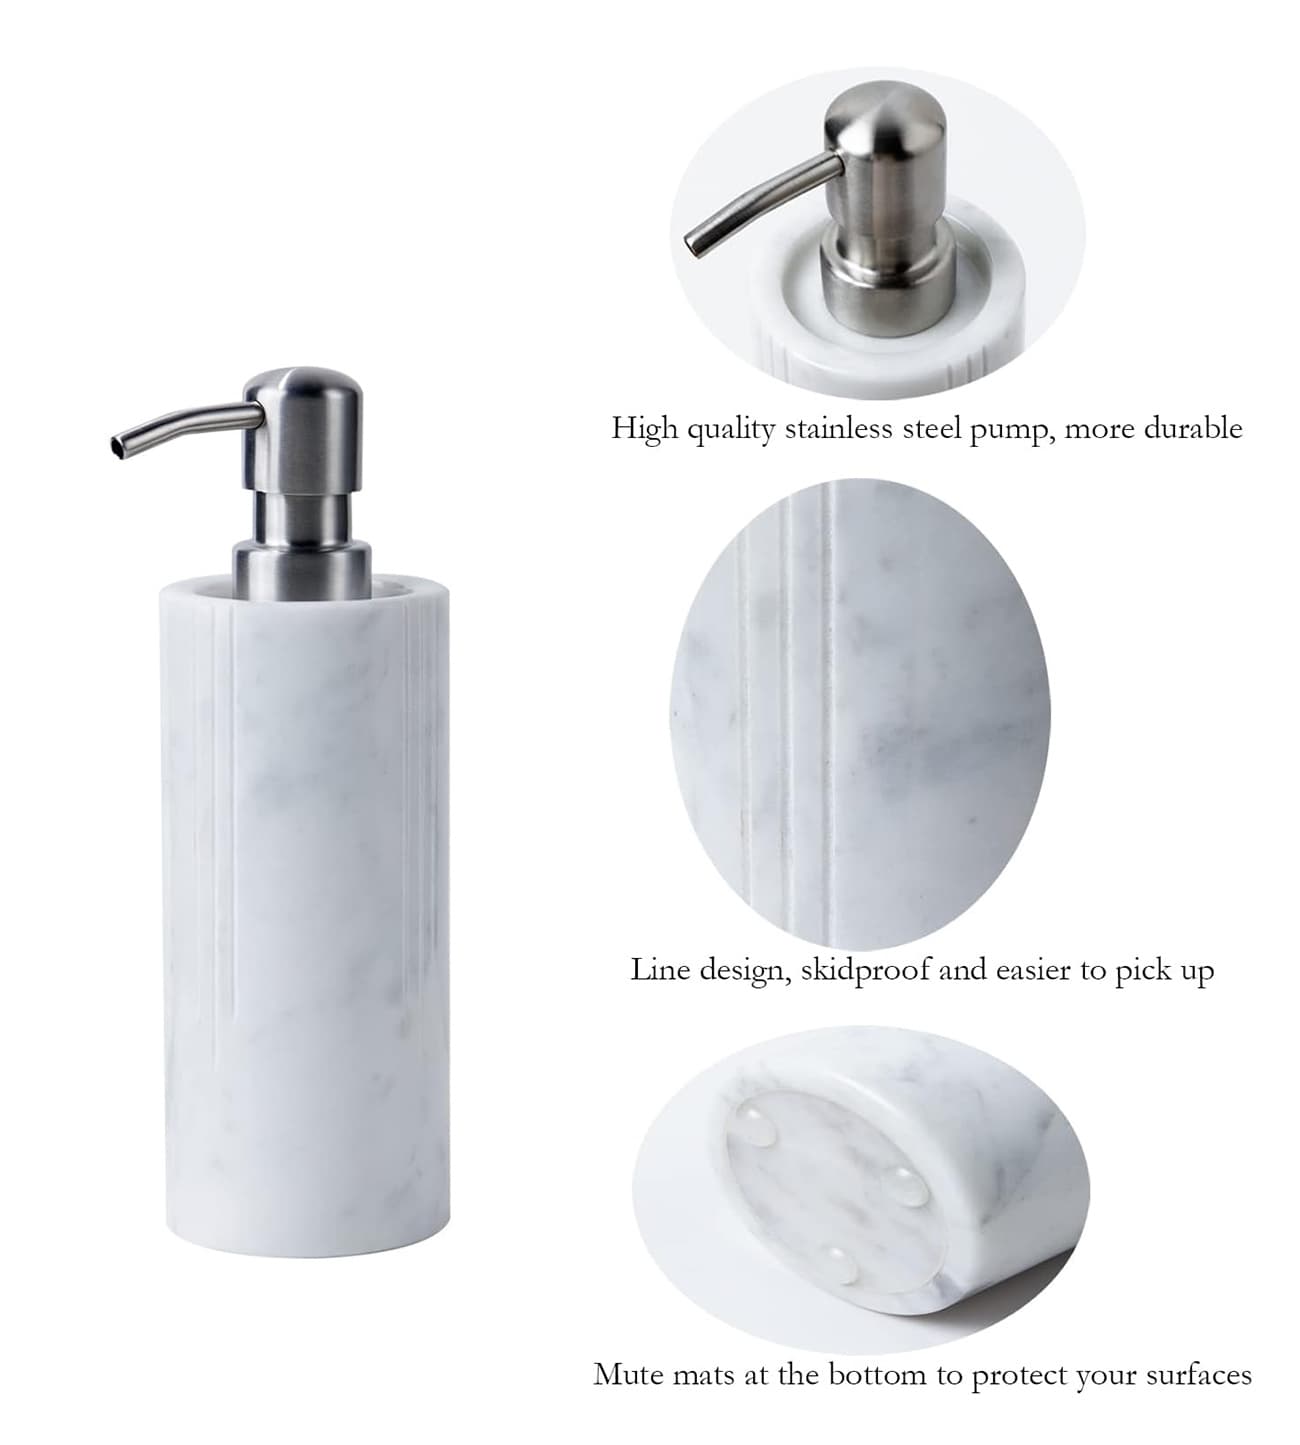 High quality stainless steel pump, more durable
Line design, skidproof and easier to pick up
Mute mats at the bottom to protect your surfaces